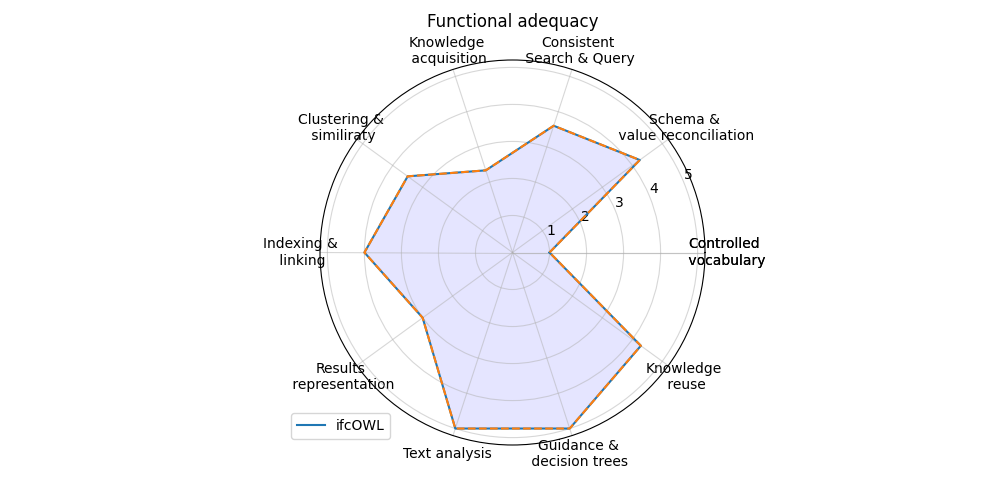 Functional adequacy
Knowledge
acquisition
Consistent
Search & Query
Clustering &
similiraty
Schema &
value reconciliation
5
4
3
2
1
Indexing &
linking
Controlled
vocabulary
Results
representation
Knowledge
reuse
ifcOWL
Text analysis
Guidance &
decision trees